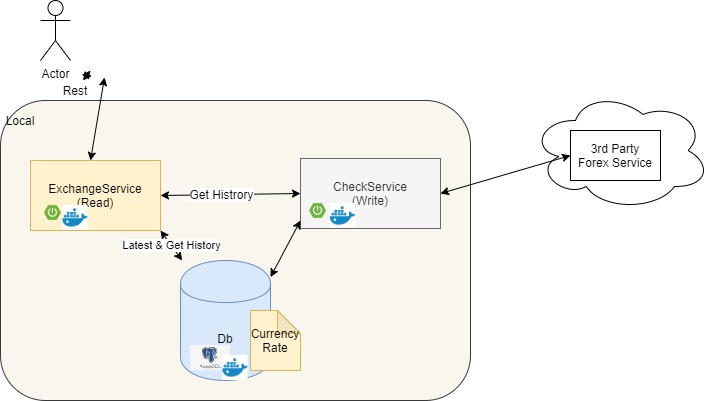 Actor
Rest
Local
ExchangeService
(Read)
Get Histrory
CheckService
(Write)
3rd Party
Forex Service
Latest & Get History
Db
Currency
Rate
PostgreSQL